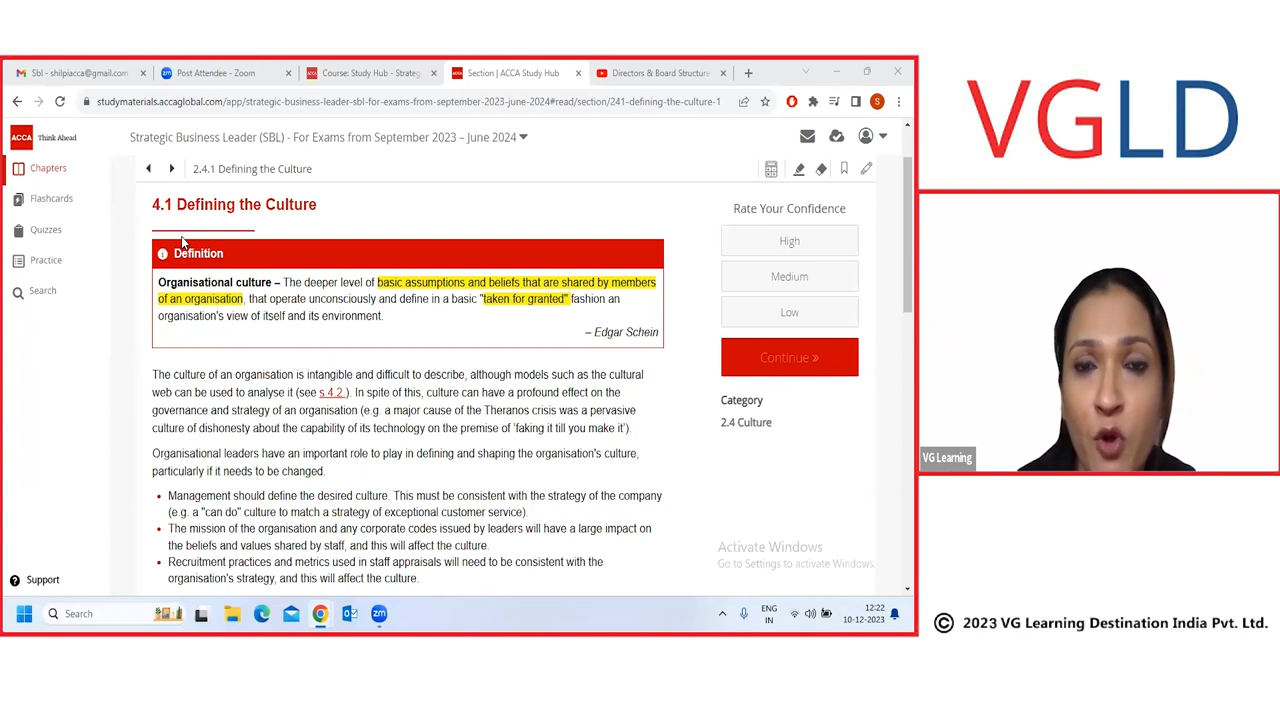 Sbl - shilpiacca@gmail.com
Post Attendee - Zoom
Course: Study Hub - Strateg
Section | ACCA Study Hub
Directors & Board Structure
studymaterials.accaglobal.com/app/strategic-business-leader-sbl-for-exams-from-september-2023-june-2024#read/section/241-defining-the-culture-1
S
ACCA Think Ahead
Strategic Business Leader (SBL) - For Exams from September 2023 – June 2024
Chapters
Flashcards
Quizzes
Practice
Search
Support
2.4.1 Defining the Culture
4.1 Defining the Culture
Definition
Organisational culture – The deeper level of basic assumptions and beliefs that are shared by members
of an organisation, that operate unconsciously and define in a basic "taken for granted" fashion an
organisation's view of itself and its environment.
– Edgar Schein
The culture of an organisation is intangible and difficult to describe, although models such as the cultural
web can be used to analyse it (see s.4.2.). In spite of this, culture can have a profound effect on the
governance and strategy of an organisation (e.g. a major cause of the Theranos crisis was a pervasive
culture of dishonesty about the capability of its technology on the premise of 'faking it till you make it').
Organisational leaders have an important role to play in defining and shaping the organisation's culture,
particularly if it needs to be changed.
• Management should define the desired culture. This must be consistent with the strategy of the company
(e.g. a "can do" culture to match a strategy of exceptional customer service).
• The mission of the organisation and any corporate codes issued by leaders will have a large impact on
the beliefs and values shared by staff, and this will affect the culture.
• Recruitment practices and metrics used in staff appraisals will need to be consistent with the
organisation's strategy, and this will affect the culture.
Rate Your Confidence
High
Medium
Low
Continue »
Category
2.4 Culture
Activate Windows
Go to Settings to activate Windows.
Search
zm
ENG
IN
12:22
10-12-2023
VGLD
VG Learning
© 2023 VG Learning Destination India Pvt. Ltd.